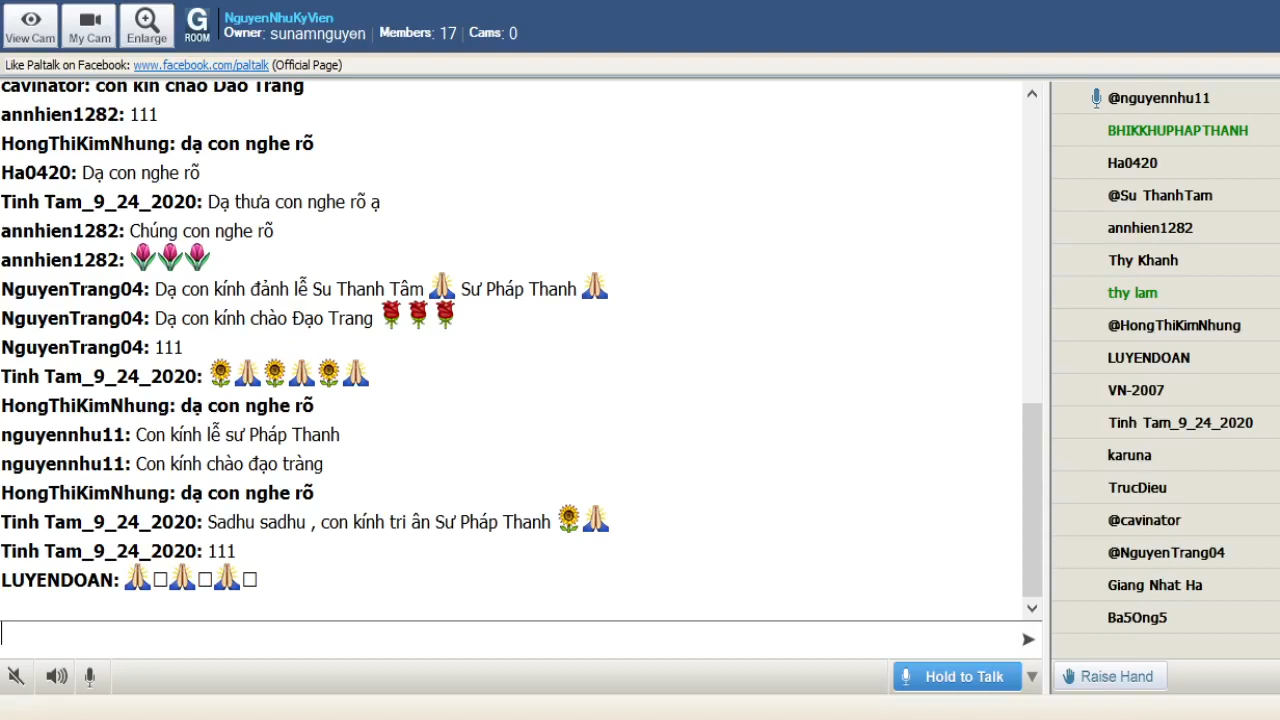 View Cam
My Cam
Enlarge
G
ROOM
NguyenNhuKyVien
Owner: sunamnguyen | Members: 17 | Cams: 0
Like Paltalk on Facebook: www.facebook.com/paltalk (Official Page)
cavinator: con kín chào Đạo Tràng
annhien1282: 111
HongThiKimNhung: dạ con nghe rõ
Ha0420: Dạ con nghe rõ
Tinh Tam_9_24_2020: Dạ thưa con nghe rõ ạ
annhien1282: Chúng con nghe rõ
annhien1282: 🌷🌷🌷
NguyenTrang04: Dạ con kính đảnh lễ Su Thanh Tâm 🙏 Sư Pháp Thanh 🙏
NguyenTrang04: Dạ con kính chào Đạo Trang 🌹🌹🌹
NguyenTrang04: 111
Tinh Tam_9_24_2020: 🌻🙏🌻🙏🌻🙏
HongThiKimNhung: dạ con nghe rõ
nguyennhu11: Con kính lễ sư Pháp Thanh
nguyennhu11: Con kính chào đạo tràng
HongThiKimNhung: dạ con nghe rõ
Tinh Tam_9_24_2020: Sadhu sadhu , con kính tri ân Sư Pháp Thanh 🌻🙏
Tinh Tam_9_24_2020: 111
LUYENDOAN: 🙏□🙏□🙏□
Hold to Talk
@nguyennhu11
BHIKKHUPHAPTHANH
Ha0420
@Su ThanhTam
annhien1282
Thy Khanh
thy lam
@HongThiKimNhung
LUYENDOAN
VN-2007
Tinh Tam_9_24_2020
karuna
TrucDieu
@cavinator
@NguyenTrang04
Giang Nhat Ha
Ba5Ong5
Raise Hand